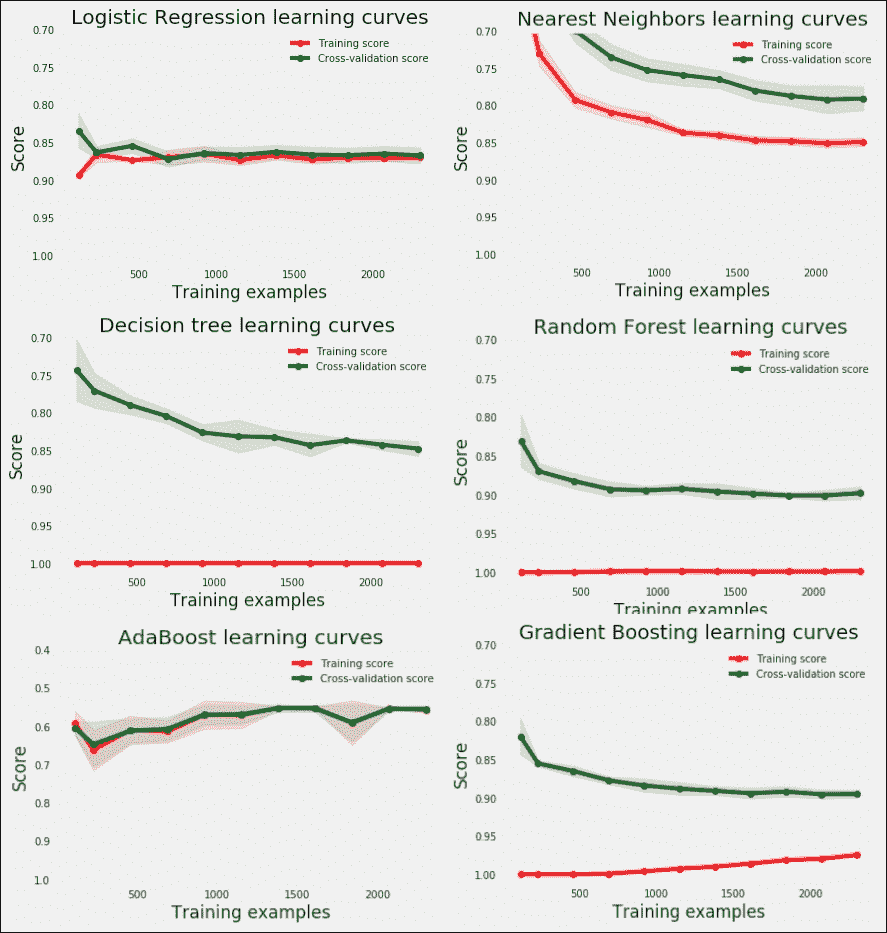 Logistic Regression learning curves
0.70
0.75
0.80
0.85
0.90
0.95
1.00
Score
Training score
Cross-validation score
500
1000
1500
2000
Training examples
Nearest Neighbors learning curves
0.70
0.75
0.80
0.85
0.90
0.95
1.00
Score
Training score
Cross-validation score
500
1000
1500
2000
Training examples
Decision tree learning curves
0.70
0.75
0.80
0.85
0.90
0.95
1.00
Score
Training score
Cross-validation score
500
1000
1500
2000
Training examples
Random Forest learning curves
0.70
0.75
0.80
0.85
0.90
0.95
1.00
Score
Training score
Cross-validation score
500
1000
1500
2000
Training examples
AdaBoost learning curves
0.4
0.5
0.6
0.7
0.8
0.9
1.0
Score
Training score
Cross-validation score
500
1000
1500
2000
Training examples
Gradient Boosting learning curves
0.70
0.75
0.80
0.85
0.90
0.95
1.00
Score
Training score
Cross-validation score
500
1000
1500
2000
Training examples